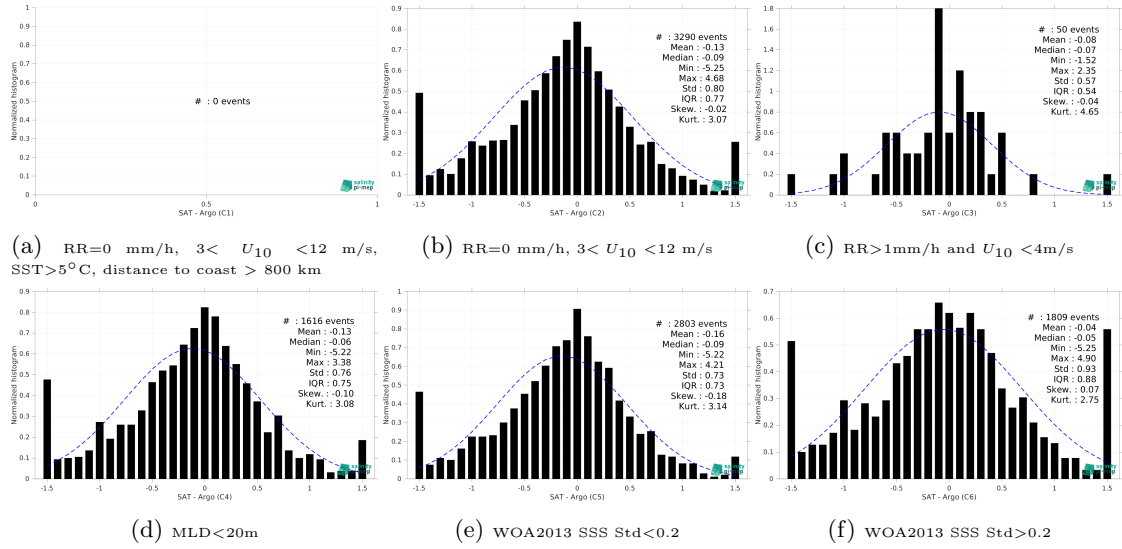 1
0.9
0.8
0.7
0.6
0.5
0.4
0.3
0.2
0.1
0
Normalized histogram
# : 0 events
0 0.5 1
SAT - Argo (C1)
salinity
pi-mep
(a) RR=0 mm/h, 3< U10 <12 m/s,
SST>5°C, distance to coast > 800 km
0.9
0.8
0.7
0.6
0.5
0.4
0.3
0.2
0.1
0
Normalized histogram
# : 3290 events
Mean : -0.13
Median : -0.09
Min : -5.25
Max : 4.68
Std : 0.80
IQR : 0.77
Skew. : -0.02
Kurt. : 3.07
-1.5 -1 -0.5 0 0.5 1 1.5
SAT - Argo (C2)
salinity
pi-mep
(b) RR=0 mm/h, 3< U10 <12 m/s
1.8
1.6
1.4
1.2
1
0.8
0.6
0.4
0.2
0
Normalized histogram
# : 50 events
Mean : -0.08
Median : -0.07
Min : -1.52
Max : 2.35
Std : 0.57
IQR : 0.54
Skew. : -0.04
Kurt. : 4.65
-1.5 -1 -0.5 0 0.5 1 1.5
SAT - Argo (C3)
salinity
pi-mep
(c) RR>1mm/h and U10 <4m/s
0.9
0.8
0.7
0.6
0.5
0.4
0.3
0.2
0.1
0
Normalized histogram
# : 1616 events
Mean : -0.13
Median : -0.06
Min : -5.22
Max : 3.38
Std : 0.76
IQR : 0.75
Skew. : -0.10
Kurt. : 3.08
-1.5 -1 -0.5 0 0.5 1 1.5
SAT - Argo (C4)
salinity
pi-mep
(d) MLD<20m
1
0.9
0.8
0.7
0.6
0.5
0.4
0.3
0.2
0.1
0
Normalized histogram
# : 2803 events
Mean : -0.16
Median : -0.09
Min : -5.22
Max : 4.21
Std : 0.73
IQR : 0.73
Skew. : -0.18
Kurt. : 3.14
-1.5 -1 -0.5 0 0.5 1 1.5
SAT - Argo (C5)
salinity
pi-mep
(e) WOA2013 SSS Std<0.2
0.7
0.6
0.5
0.4
0.3
0.2
0.1
0
Normalized histogram
# : 1809 events
Mean : -0.04
Median : -0.05
Min : -5.25
Max : 4.90
Std : 0.93
IQR : 0.88
Skew. : 0.07
Kurt. : 2.75
-1.5 -1 -0.5 0 0.5 1 1.5
SAT - Argo (C6)
salinity
pi-mep
(f) WOA2013 SSS Std>0.2